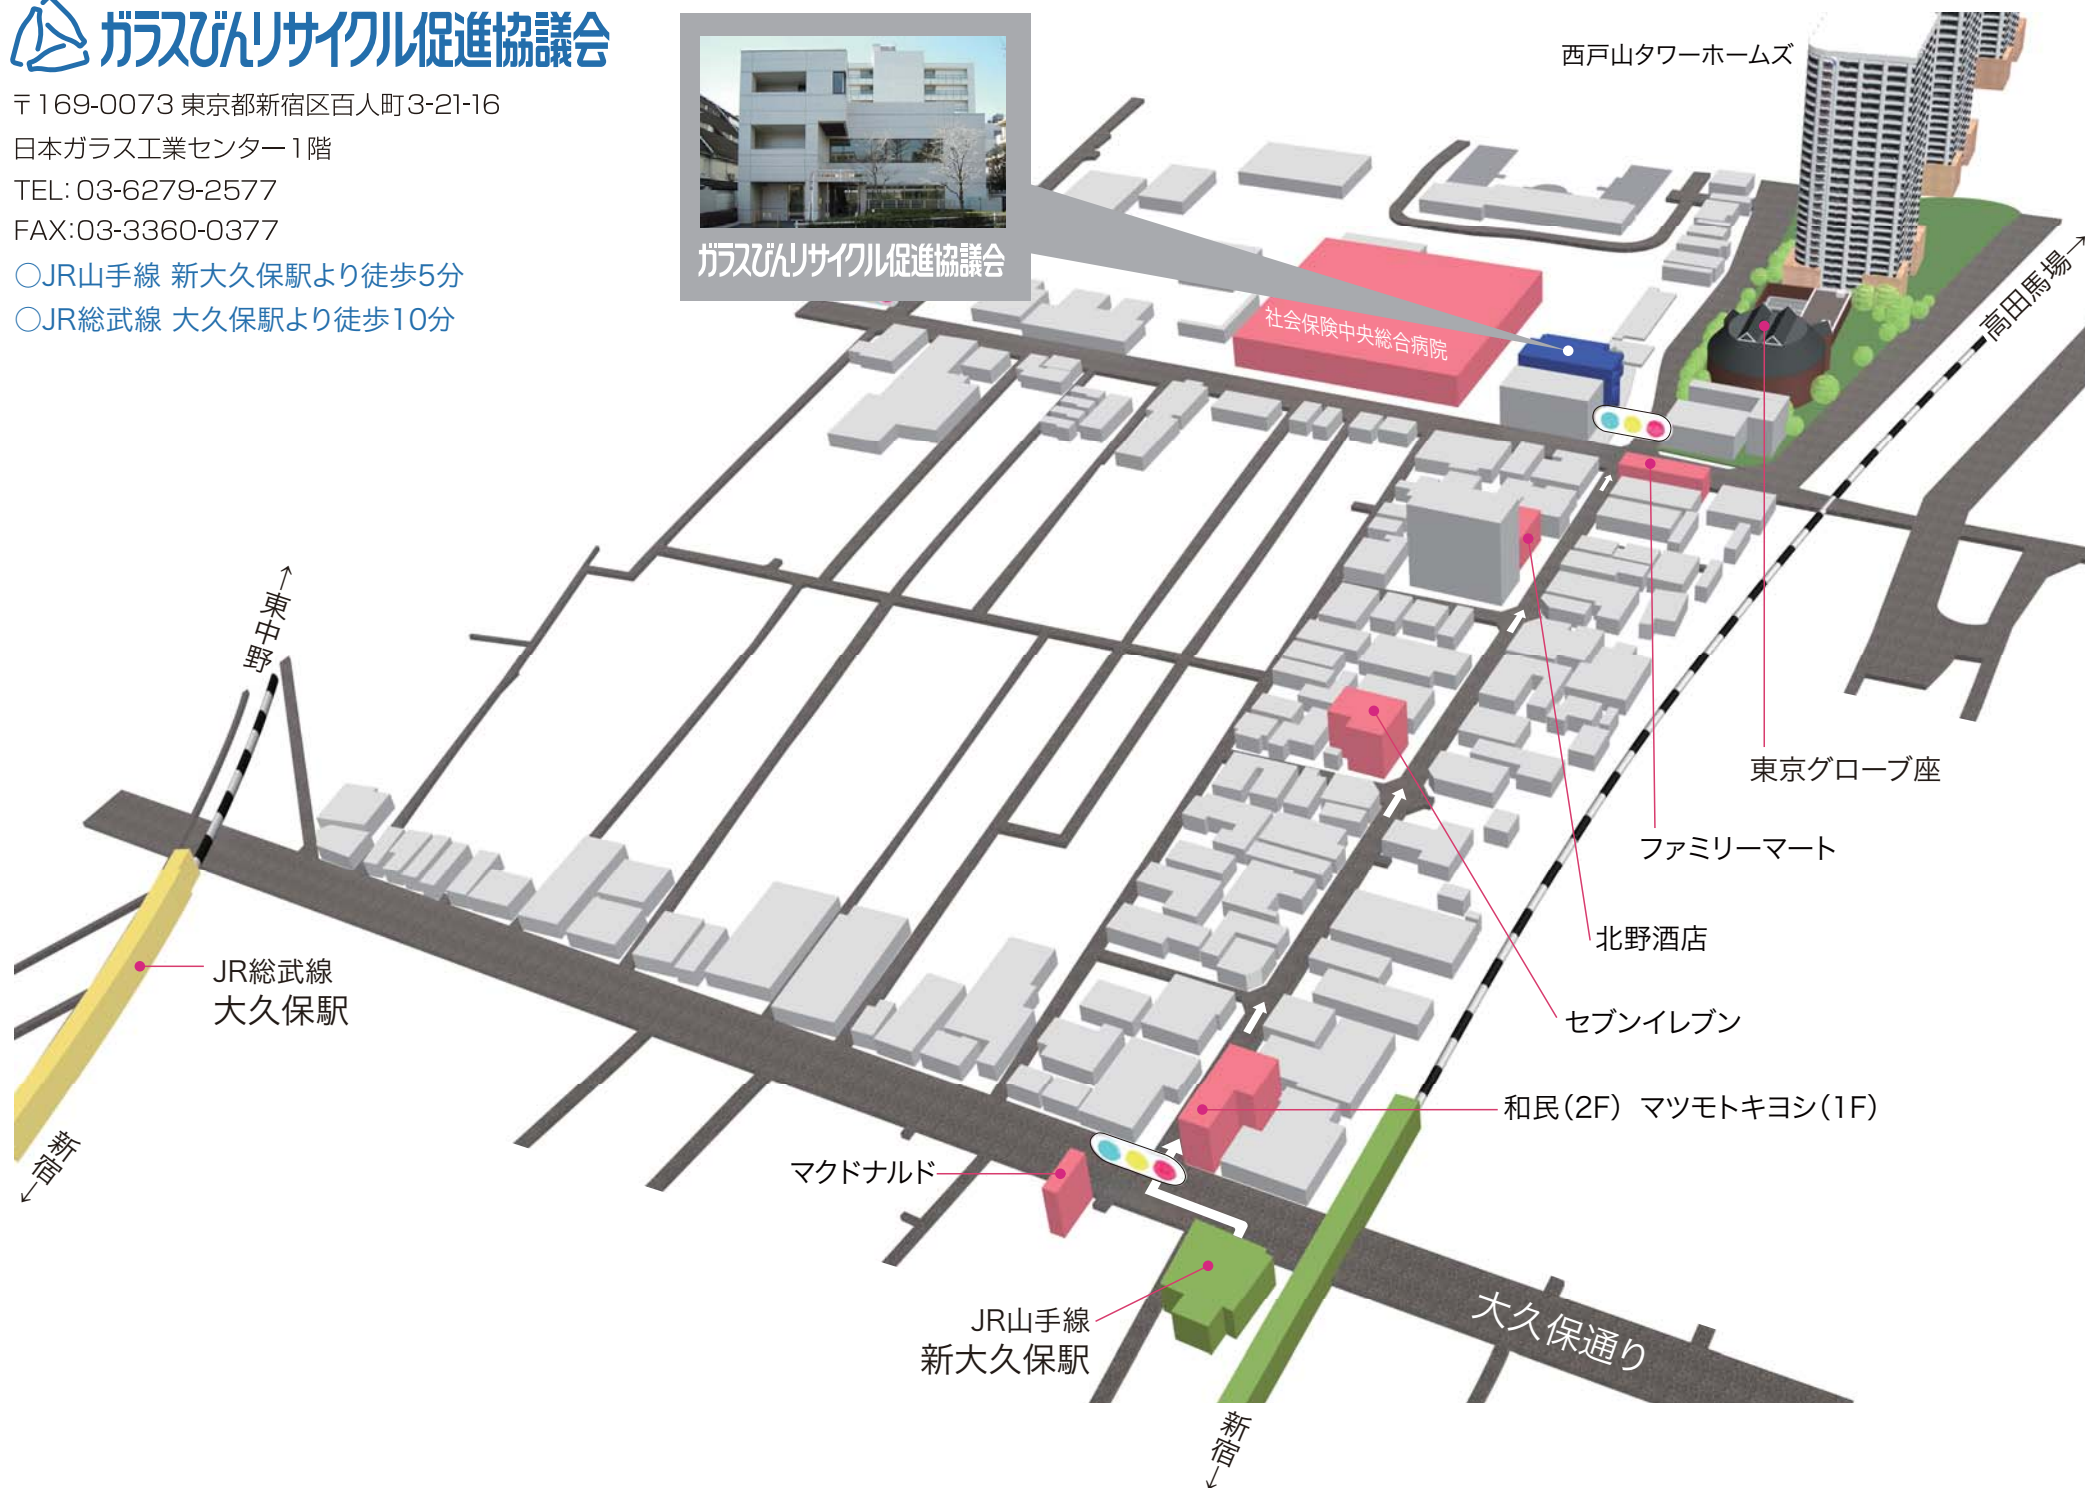 ガラスびんリサイクル促進協議会
〒169-0073 東京都新宿区百人町3-21-16
日本ガラス工業センター1階
TEL: 03-6279-2577
FAX:03-3360-0377
○JR山手線 新大久保駅より徒歩5分
○JR総武線 大久保駅より徒歩10分
ガラスびんリサイクル促進協議会
西戸山タワーホームズ
高田馬場→
社会保険中央総合病院
東京グローブ座
ファミリーマート
北野酒店
セブンイレブン
和民(2F) マツモトキヨシ(1F)
←東中野
JR総武線
大久保駅
新宿→
マクドナルド
JR山手線
新大久保駅
大久保通り
新宿→